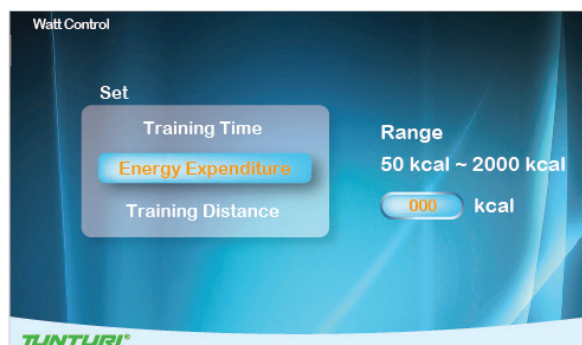 Watt Control
Set
Training Time
Energy Expenditure
Training Distance
Range
50 kcal ~ 2000 kcal
000 kcal
TUNTURI®